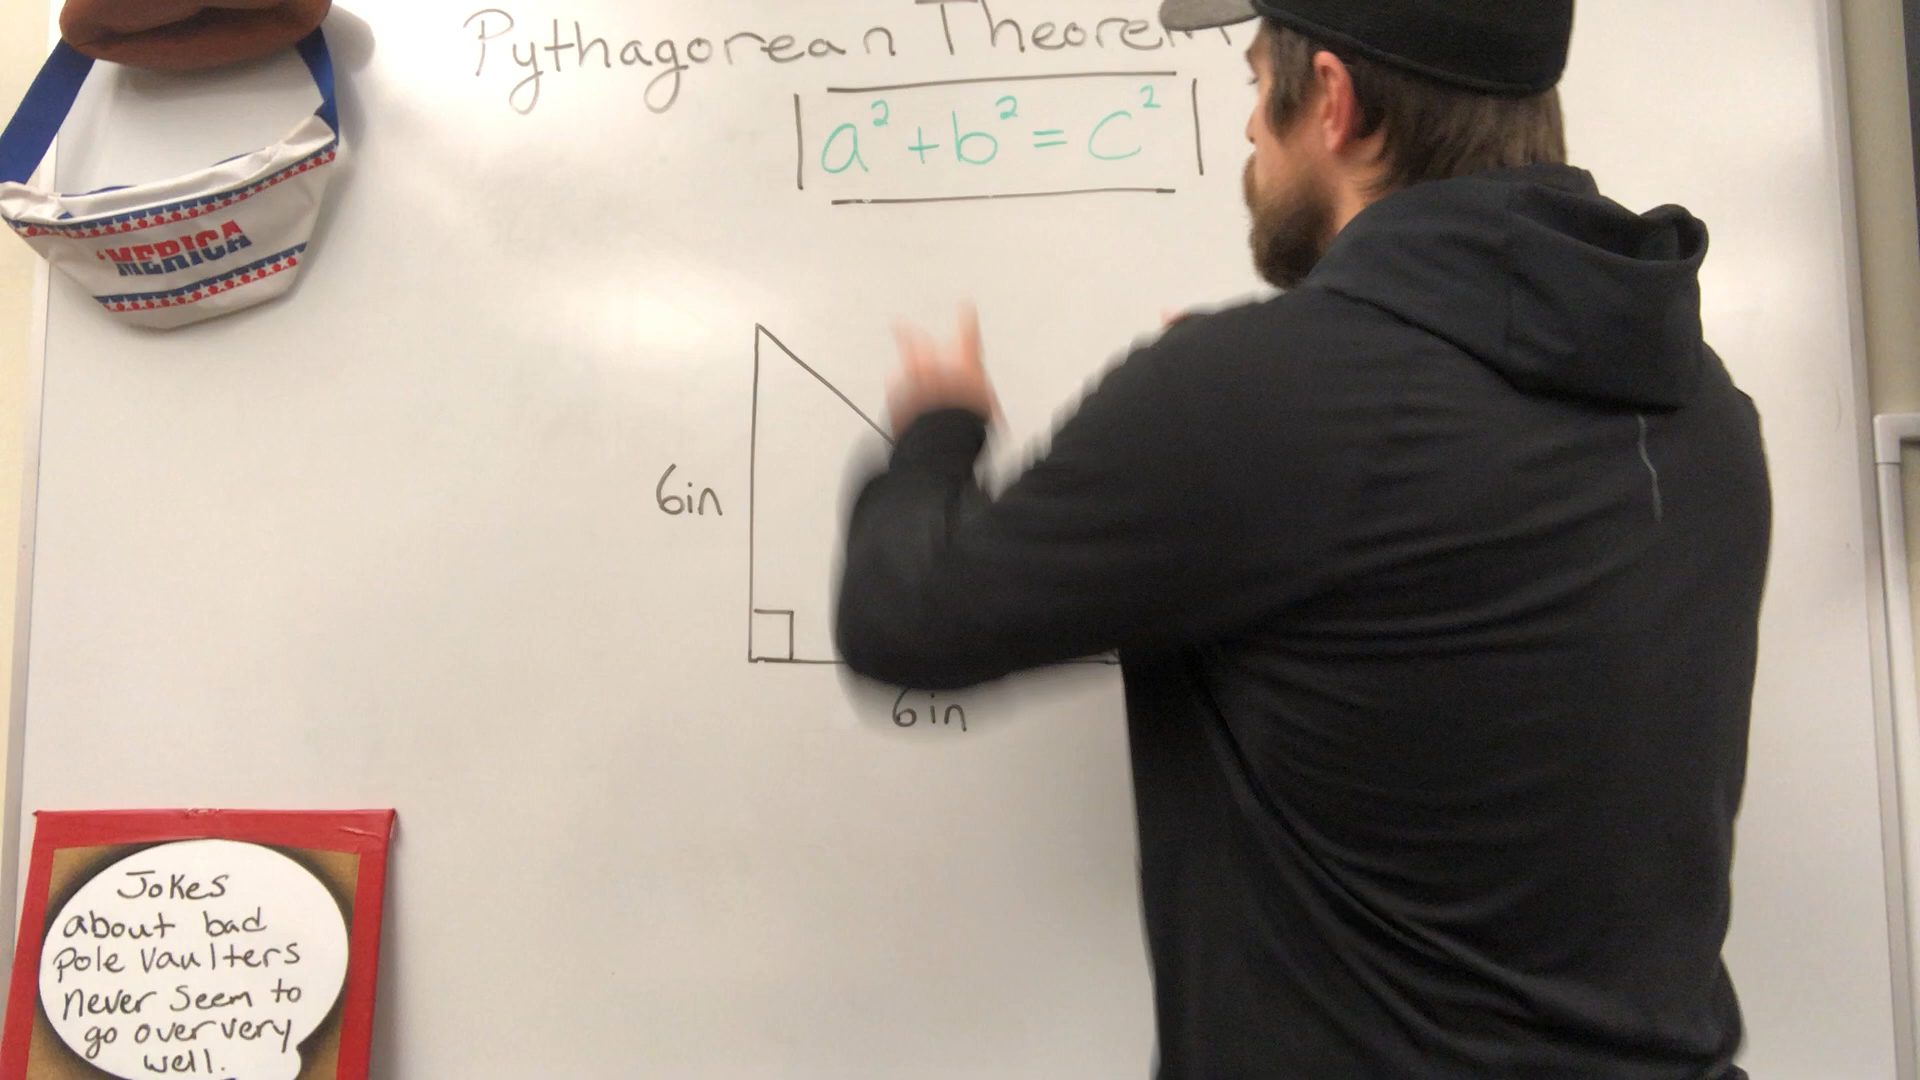 Pythagorean Theorem
a² + b² = c²
'MERICA
6in
6in
Jokes
about bad
Pole Vaulters
never seem to
go over very
well.